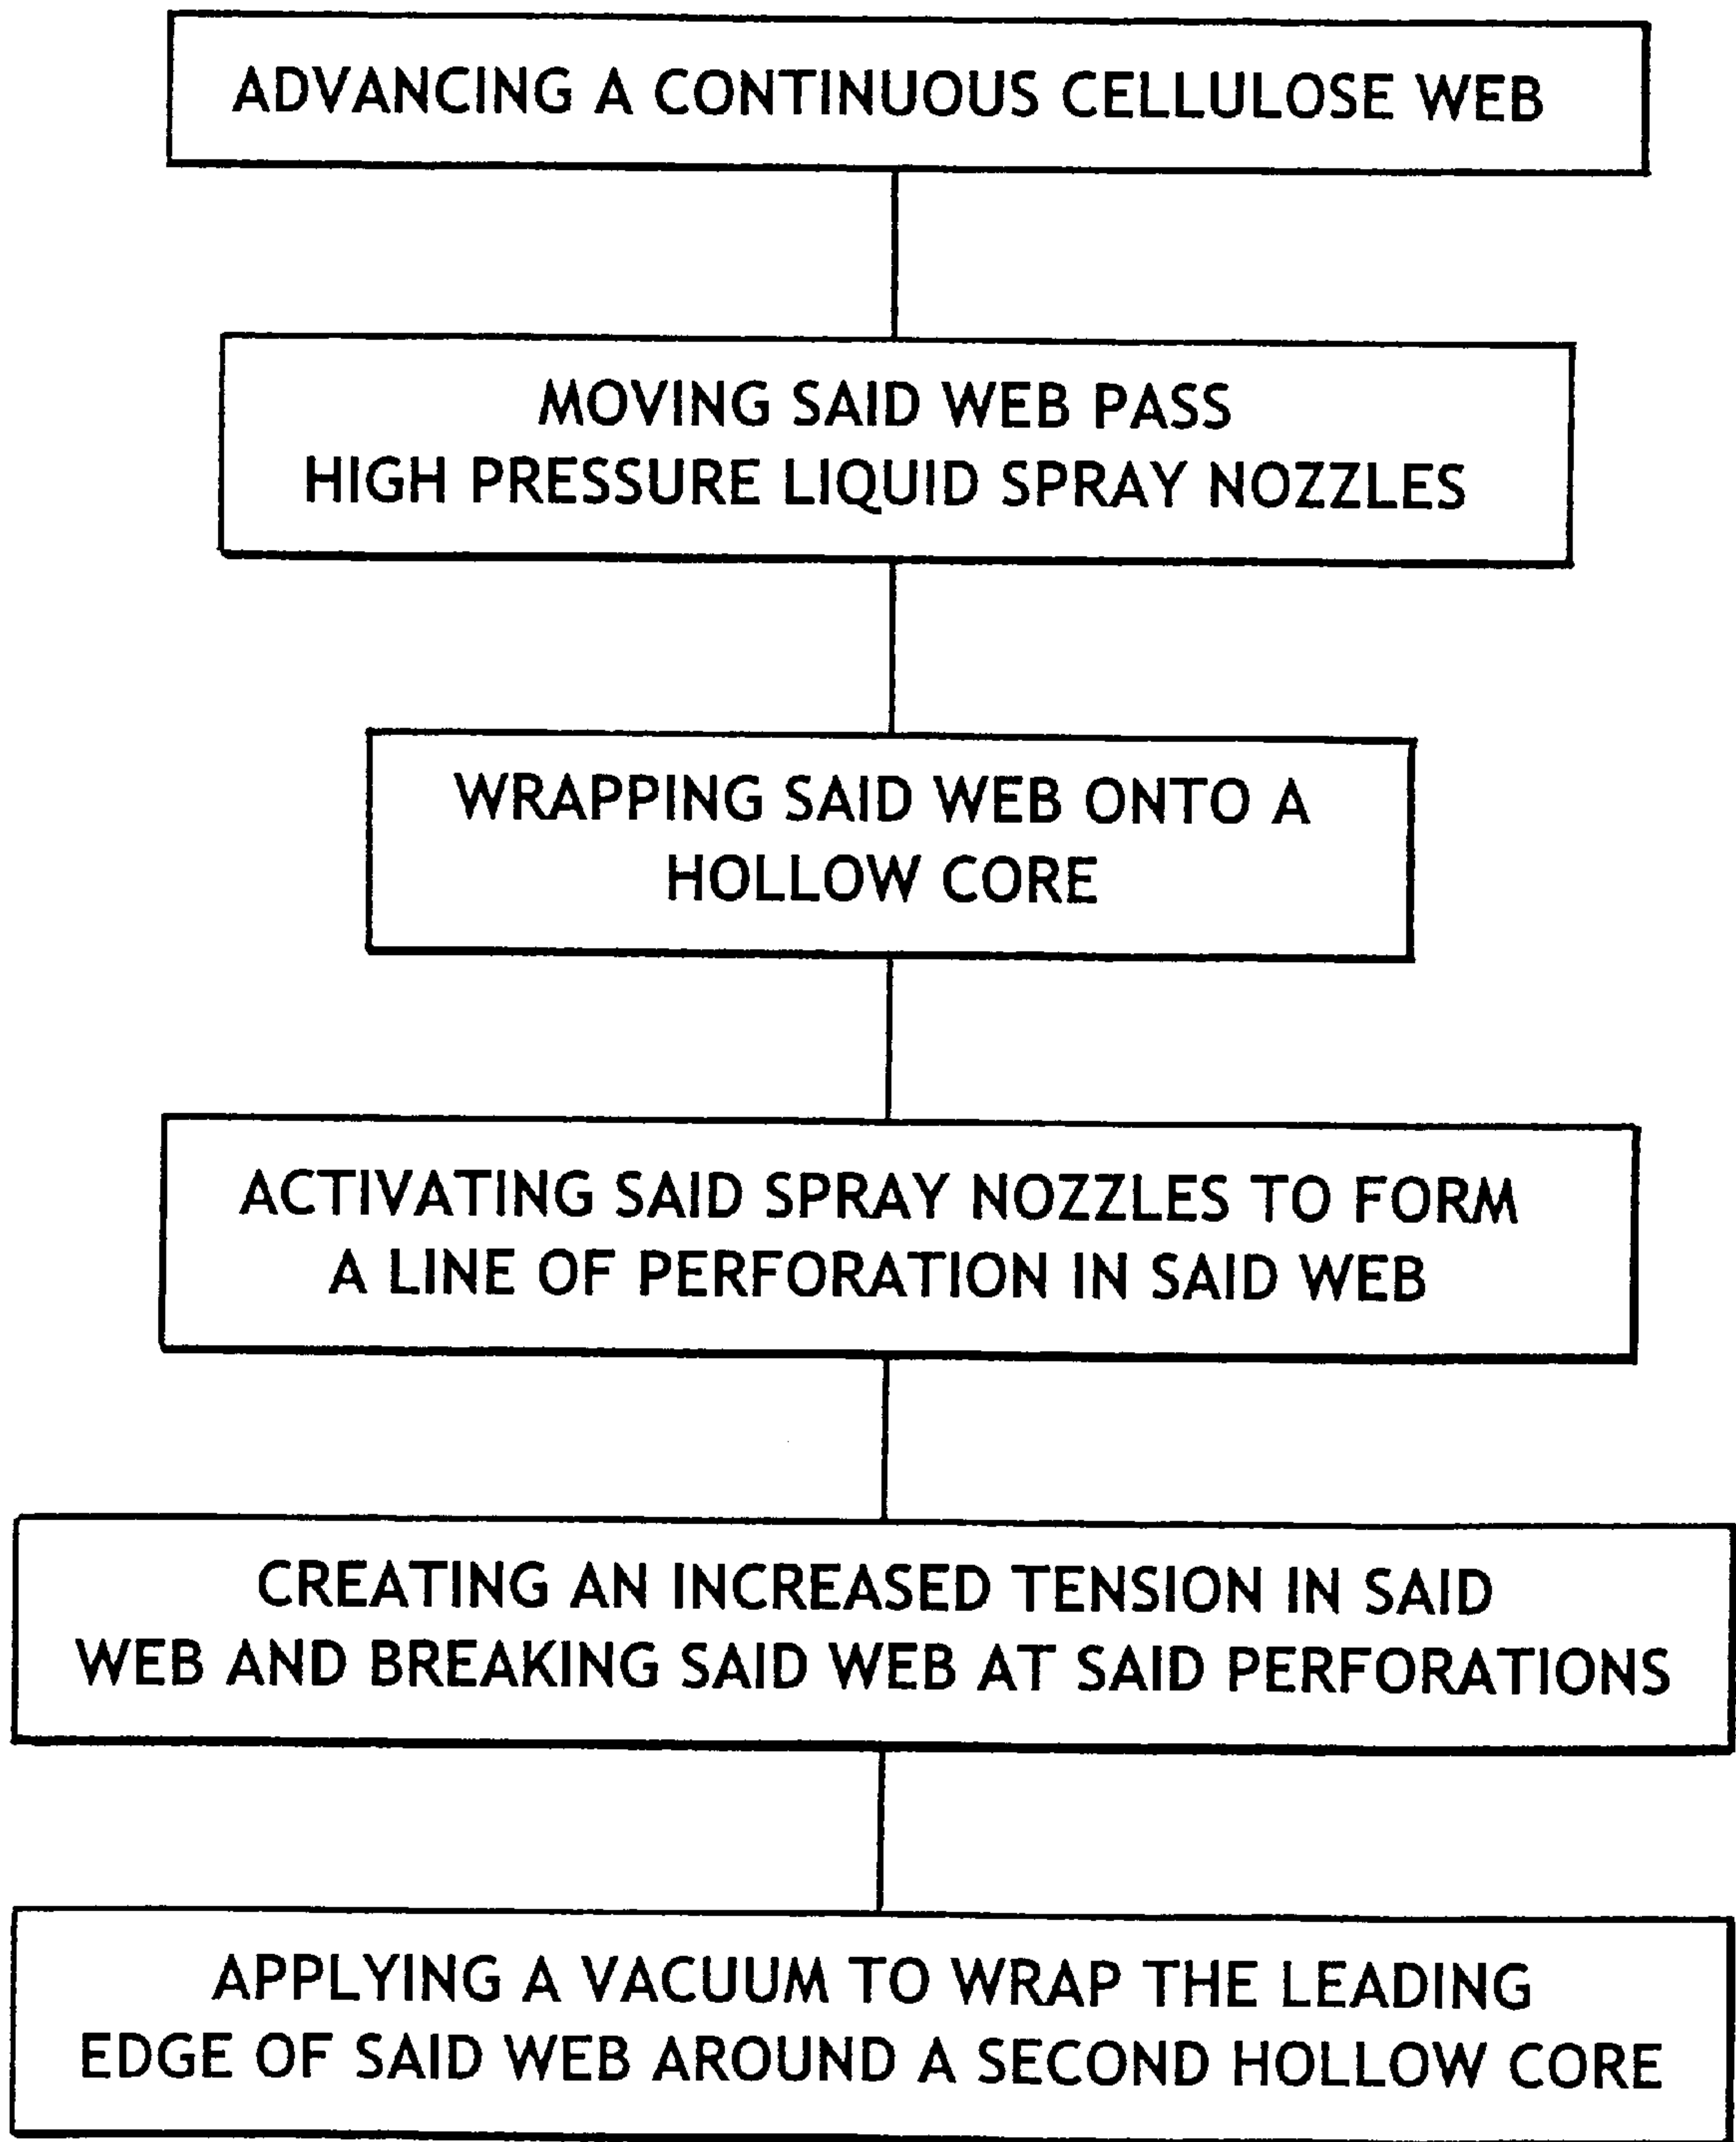 ADVANCING A CONTINUOUS CELLULOSE WEB
MOVING SAID WEB PASS
HIGH PRESSURE LIQUID SPRAY NOZZLES
WRAPPING SAID WEB ONTO A
HOLLOW CORE
ACTIVATING SAID SPRAY NOZZLES TO FORM
A LINE OF PERFORATION IN SAID WEB
CREATING AN INCREASED TENSION IN SAID
WEB AND BREAKING SAID WEB AT SAID PERFORATIONS
APPLYING A VACUUM TO WRAP THE LEADING
EDGE OF SAID WEB AROUND A SECOND HOLLOW CORE